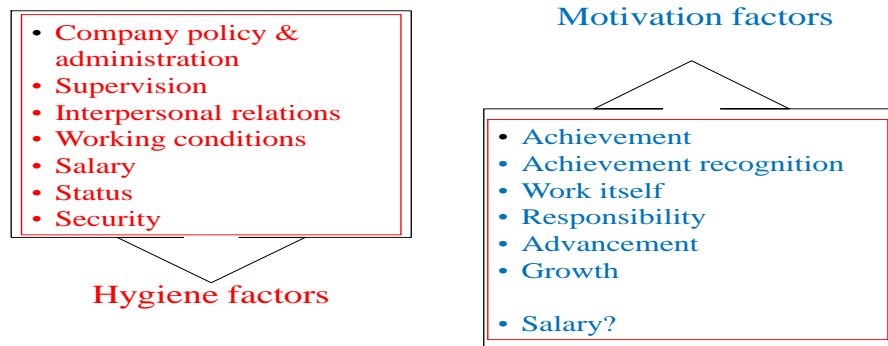 • Company policy &
administration
• Supervision
• Interpersonal relations
• Working conditions
• Salary
• Status
• Security
Hygiene factors
Motivation factors
• Achievement
• Achievement recognition
• Work itself
• Responsibility
• Advancement
• Growth
• Salary?